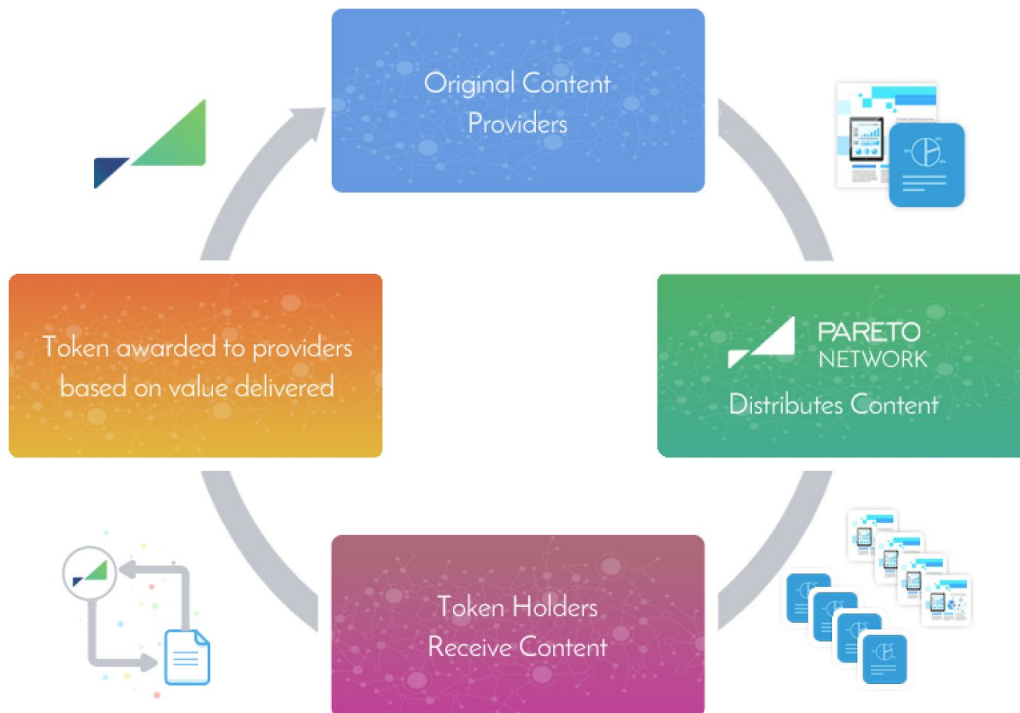 Original Content
Providers
PARETO
NETWORK
Distributes Content
Token Holders
Receive Content
Token awarded to providers
based on value delivered